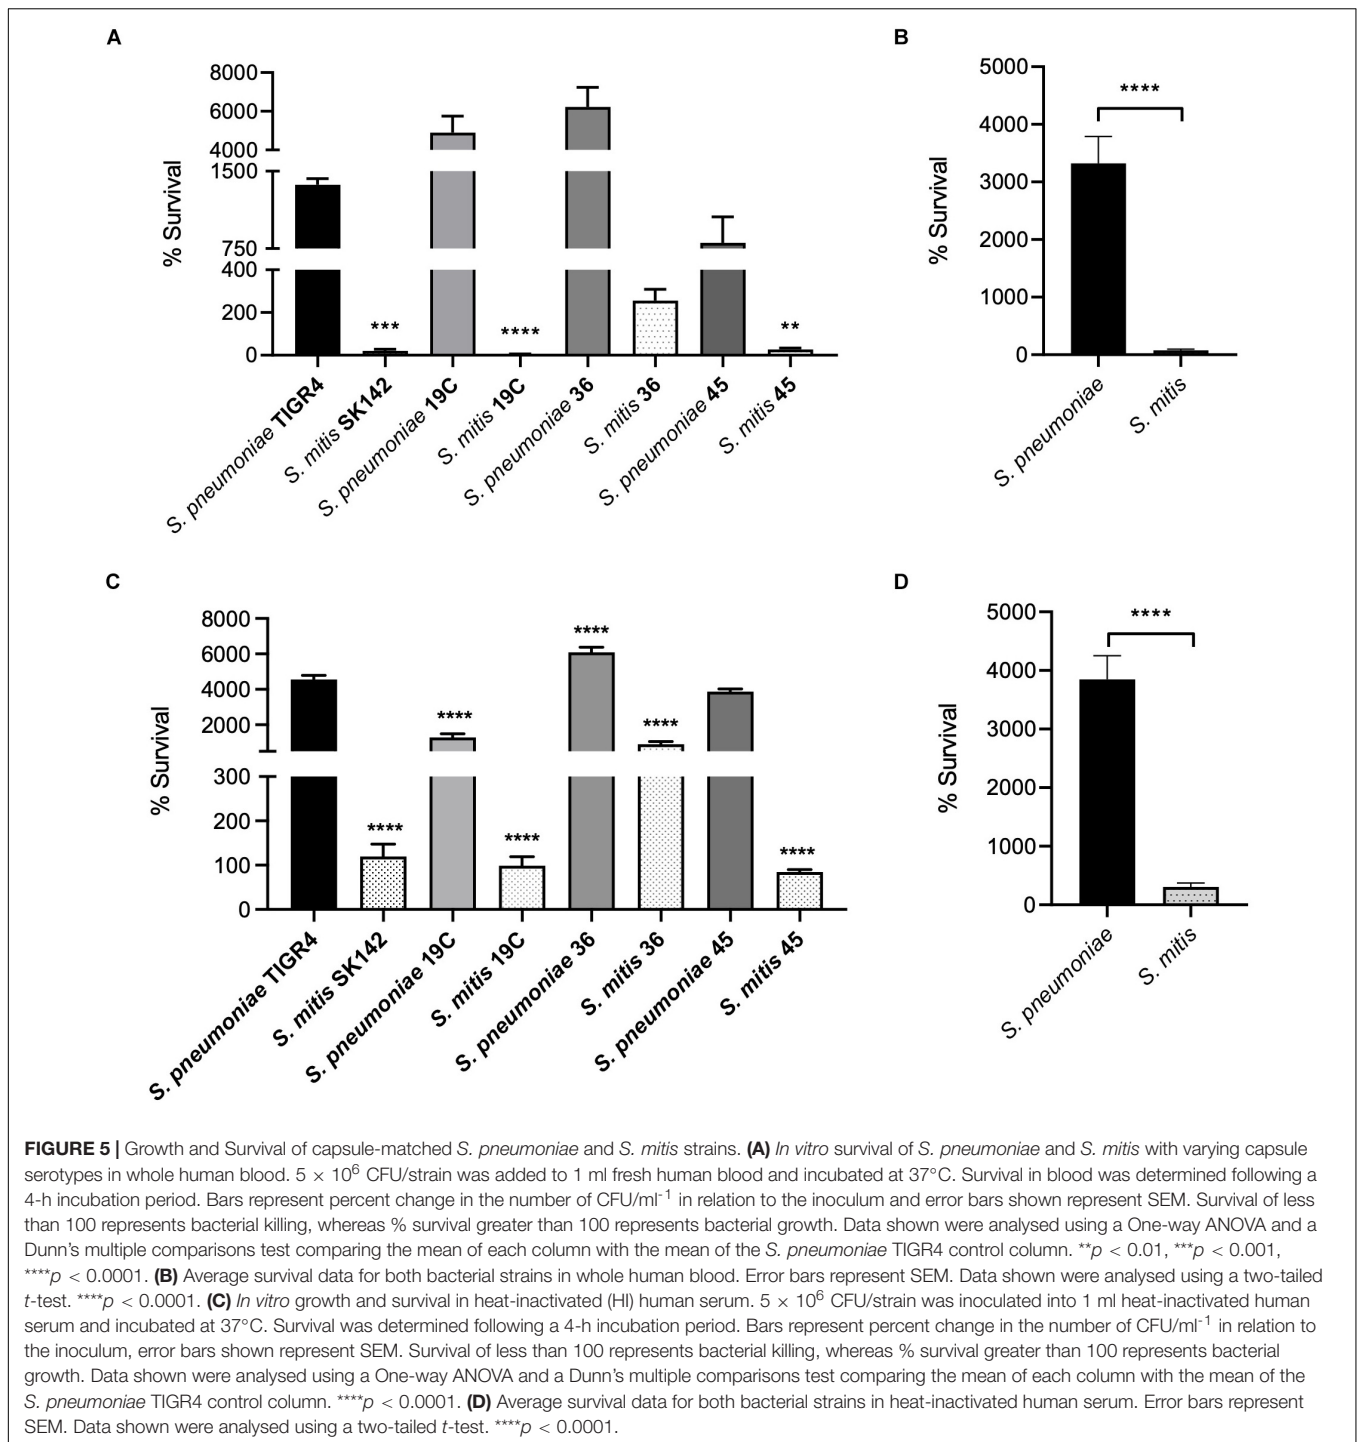 A
% Survival
8000
6000
4000
1500
750
400
200
0
***
****
**
S. pneumoniae TIGR4
S. mitis SK142
S. pneumoniae 19C
S. mitis 19C
S. pneumoniae 36
S. mitis 36
S. pneumoniae 45
S. mitis 45
B
% Survival
5000
4000
3000
2000
1000
0
****
S. pneumoniae
S. mitis
C
% Survival
8000
6000
4000
2000
300
200
100
0
****
****
****
****
****
****
S. pneumoniae TIGR4
S. mitis SK142
S. pneumoniae 19C
S. mitis 19C
S. pneumoniae 36
S. mitis 36
S. pneumoniae 45
S. mitis 45
D
% Survival
5000
4000
3000
2000
1000
0
****
S. pneumoniae
S. mitis
FIGURE 5 | Growth and Survival of capsule-matched S. pneumoniae and S. mitis strains. (A) In vitro survival of S. pneumoniae and S. mitis with varying capsule
serotypes in whole human blood. 5 × 10⁶ CFU/strain was added to 1 ml fresh human blood and incubated at 37°C. Survival in blood was determined following a
4-h incubation period. Bars represent percent change in the number of CFU/ml⁻¹ in relation to the inoculum and error bars shown represent SEM. Survival of less
than 100 represents bacterial killing, whereas % survival greater than 100 represents bacterial growth. Data shown were analysed using a One-way ANOVA and a
Dunn's multiple comparisons test comparing the mean of each column with the mean of the S. pneumoniae TIGR4 control column. **p < 0.01, ***p < 0.001,
****p < 0.0001. (B) Average survival data for both bacterial strains in whole human blood. Error bars represent SEM. Data shown were analysed using a two-tailed
t-test. ****p < 0.0001. (C) In vitro growth and survival in heat-inactivated (HI) human serum. 5 × 10⁶ CFU/strain was inoculated into 1 ml heat-inactivated human
serum and incubated at 37°C. Survival was determined following a 4-h incubation period. Bars represent percent change in the number of CFU/ml⁻¹ in relation to
the inoculum, error bars shown represent SEM. Survival of less than 100 represents bacterial killing, whereas % survival greater than 100 represents bacterial
growth. Data shown were analysed using a One-way ANOVA and a Dunn's multiple comparisons test comparing the mean of each column with the mean of the
S. pneumoniae TIGR4 control column. ****p < 0.0001. (D) Average survival data for both bacterial strains in heat-inactivated human serum. Error bars represent
SEM. Data shown were analysed using a two-tailed t-test. ****p < 0.0001.